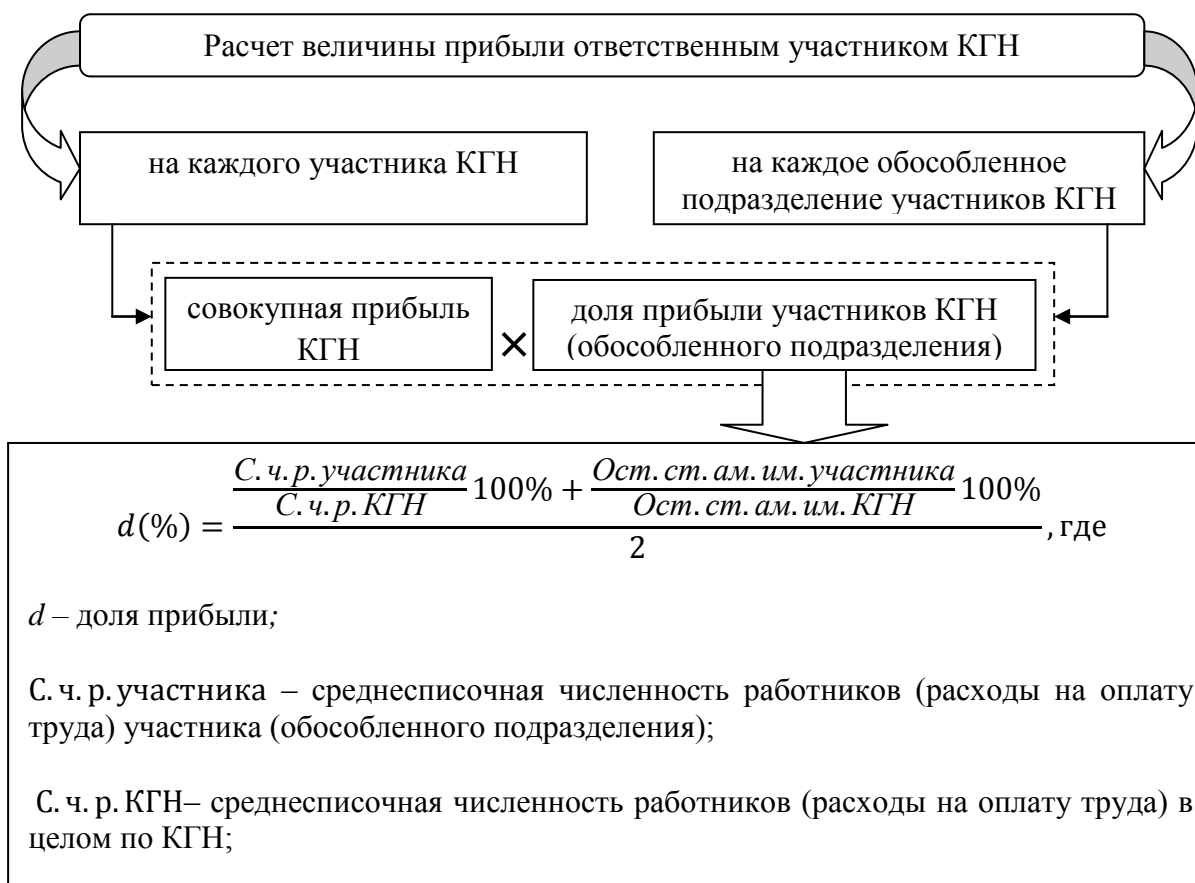 Расчет величины прибыли ответственным участником КГН
на каждого участника КГН
на каждое обособленное
подразделение участников КГН
совокупная прибыль
КГН
×
доля прибыли участников КГН
(обособленного подразделения)
С. ч. р. участника / С. ч. р. КГН 100% + Ост. ст. ам. им. участника / Ост. ст. ам. им. КГН 100%
d(%) = , где
2
d – доля прибыли;
С. ч. р. участника – среднесписочная численность работников (расходы на оплату
труда) участника (обособленного подразделения);
С. ч. р. КГН– среднесписочная численность работников (расходы на оплату труда) в
целом по КГН;